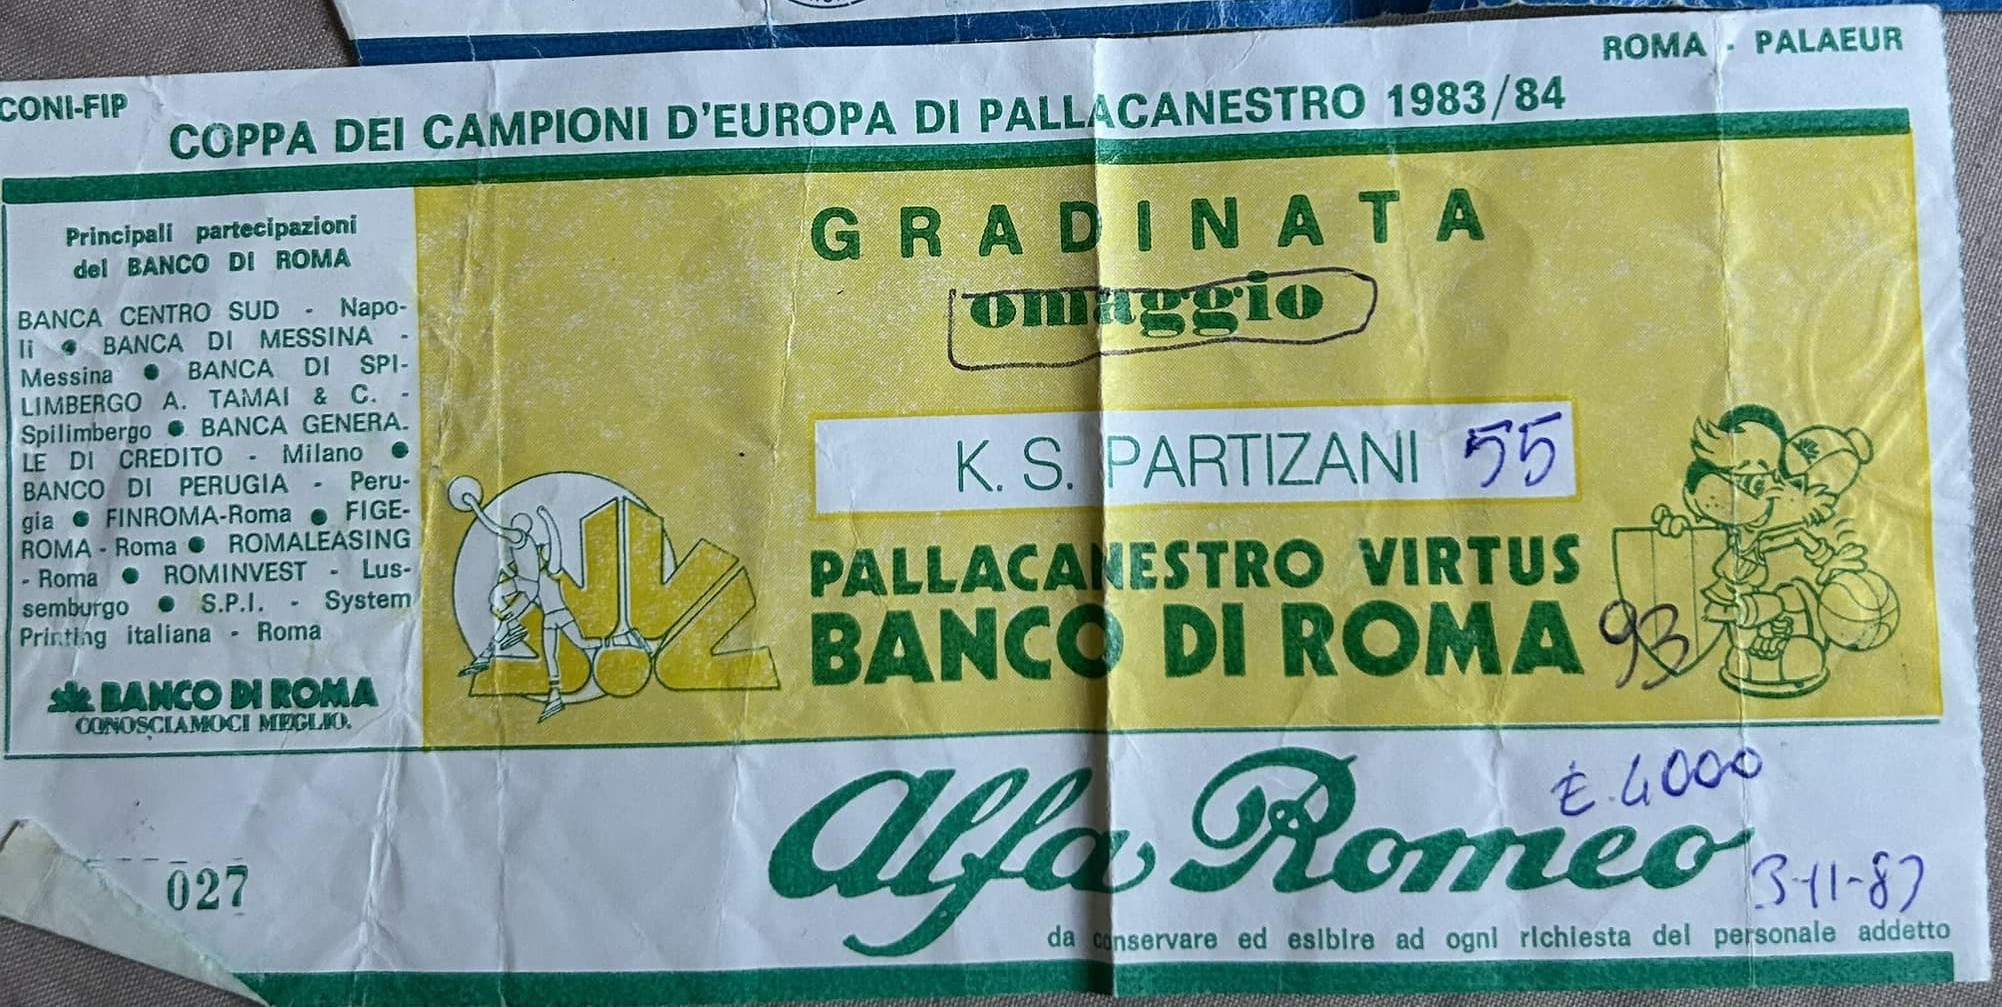 ROMA - PALAEUR
CONI-FIP
COPPA DEI CAMPIONI D'EUROPA DI PALLACANESTRO 1983/84
Principali partecipazioni
del BANCO DI ROMA
BANCA CENTRO SUD - Napo-
li ● BANCA DI MESSINA -
Messina ● BANCA DI SPI-
LIMBERGO A. TAMAI & C. -
Spilimbergo ● BANCA GENERA-
LE DI CREDITO - Milano ●
BANCO DI PERUGIA - Peru-
gia ● FINROMA-Roma ● FIGE-
ROMA - Roma ● ROMALEASING
- Roma ● ROMINVEST - Lus-
semburgo ● S.P.I. - System
Printing italiana - Roma
BANCO DI ROMA
CONOSCIAMOCI MEGLIO.
GRADINATA
omaggio
K. S. PARTIZANI 55
PALLACANESTRO VIRTUS
BANCO DI ROMA 93
£. 4000
Alfa Romeo
3-11-83
027
da conservare ed esibire ad ogni richiesta del personale addetto